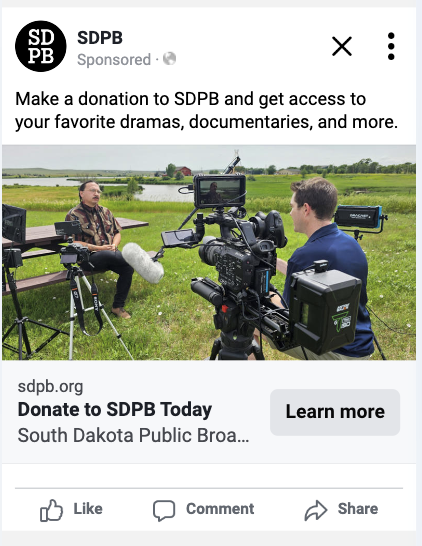 SD
PB
SDPB
Sponsored ·
Make a donation to SDPB and get access to
your favorite dramas, documentaries, and more.
sdpb.org
Donate to SDPB Today
South Dakota Public Broa...
Learn more
Like
Comment
Share